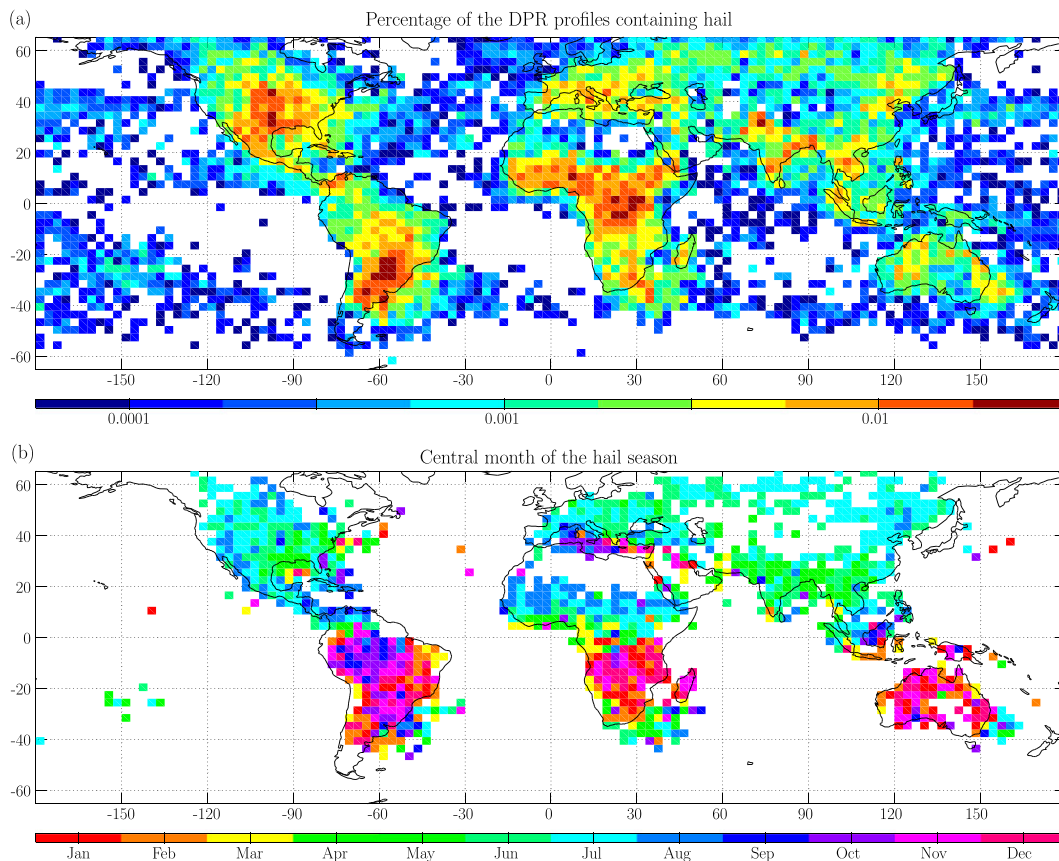 (a)
Percentage of the DPR profiles containing hail
60
40
20
0
-20
-40
-60
-150 -120 -90 -60 -30 0 30 60 90 120 150
0.0001 0.001 0.01
(b)
Central month of the hail season
60
40
20
0
-20
-40
-60
-150 -120 -90 -60 -30 0 30 60 90 120 150
Jan Feb Mar Apr May Jun Jul Aug Sep Oct Nov Dec